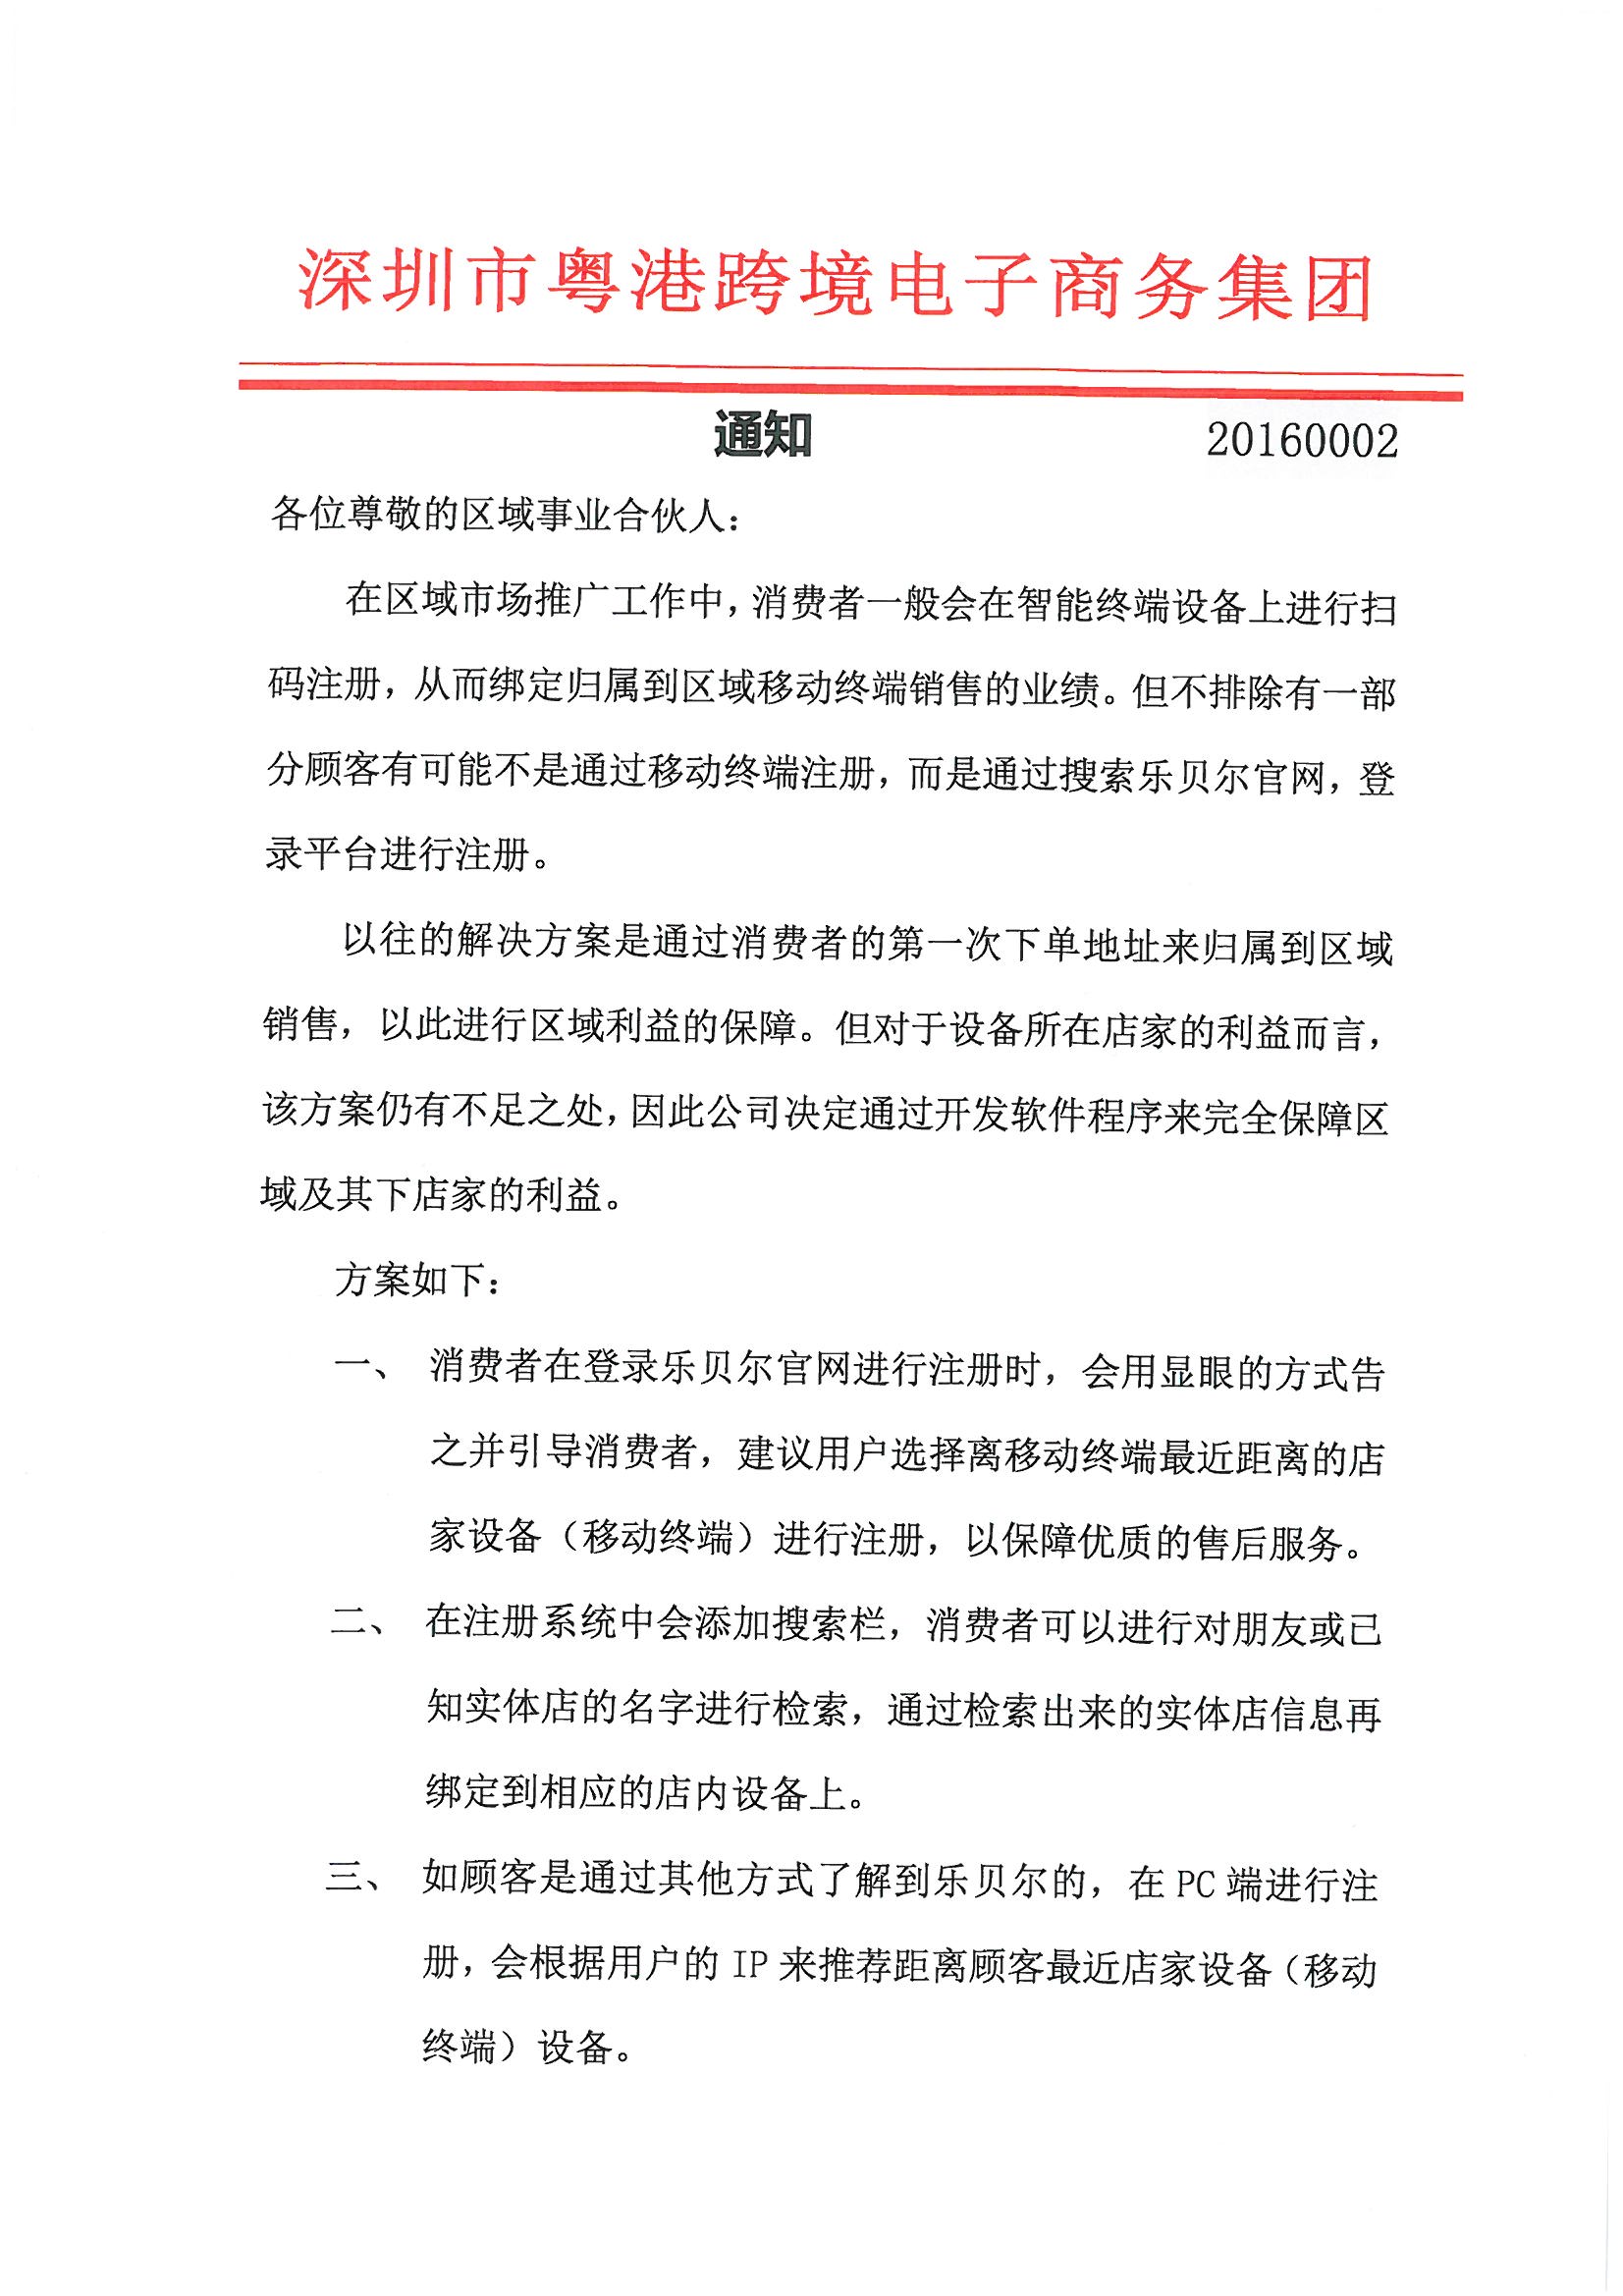 深圳市粤港跨境电子商务集团
通知 20160002
各位尊敬的区域事业合伙人：
在区域市场推广工作中，消费者一般会在智能终端设备上进行扫
码注册，从而绑定归属到区域移动终端销售的业绩。但不排除有一部
分顾客有可能不是通过移动终端注册，而是通过搜索乐贝尔官网，登
录平台进行注册。
以往的解决方案是通过消费者的第一次下单地址来归属到区域
销售，以此进行区域利益的保障。但对于设备所在店家的利益而言，
该方案仍有不足之处，因此公司决定通过开发软件程序来完全保障区
域及其下店家的利益。
方案如下：
一、 消费者在登录乐贝尔官网进行注册时，会用显眼的方式告
之并引导消费者，建议用户选择离移动终端最近距离的店
家设备（移动终端）进行注册，以保障优质的售后服务。
二、 在注册系统中会添加搜索栏，消费者可以进行对朋友或已
知实体店的名字进行检索，通过检索出来的实体店信息再
绑定到相应的店内设备上。
三、 如顾客是通过其他方式了解到乐贝尔的，在 PC 端进行注
册，会根据用户的 IP 来推荐距离顾客最近店家设备（移动
终端）设备。